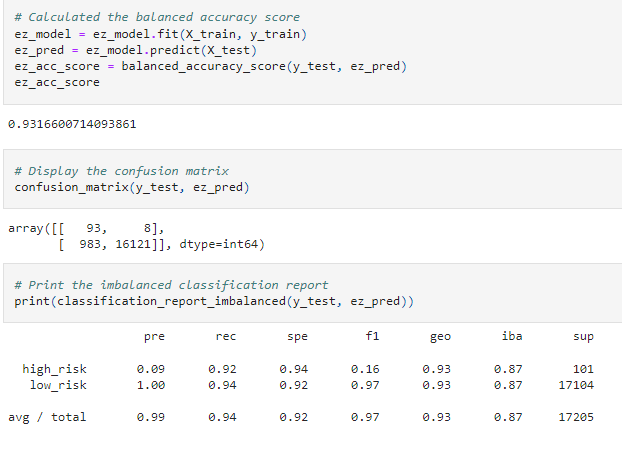 # Calculated the balanced accuracy score
ez_model = ez_model.fit(X_train, y_train)
ez_pred = ez_model.predict(X_test)
ez_acc_score = balanced_accuracy_score(y_test, ez_pred)
ez_acc_score
0.9316600714093861
# Display the confusion matrix
confusion_matrix(y_test, ez_pred)
array([[   93,     8],
       [  983, 16121]], dtype=int64)
# Print the imbalanced classification report
print(classification_report_imbalanced(y_test, ez_pred))
                   pre       rec       spe        f1       geo       iba       sup
  high_risk       0.09      0.92      0.94      0.16      0.93      0.87       101
   low_risk       1.00      0.94      0.92      0.97      0.93      0.87     17104
avg / total       0.99      0.94      0.92      0.97      0.93      0.87     17205